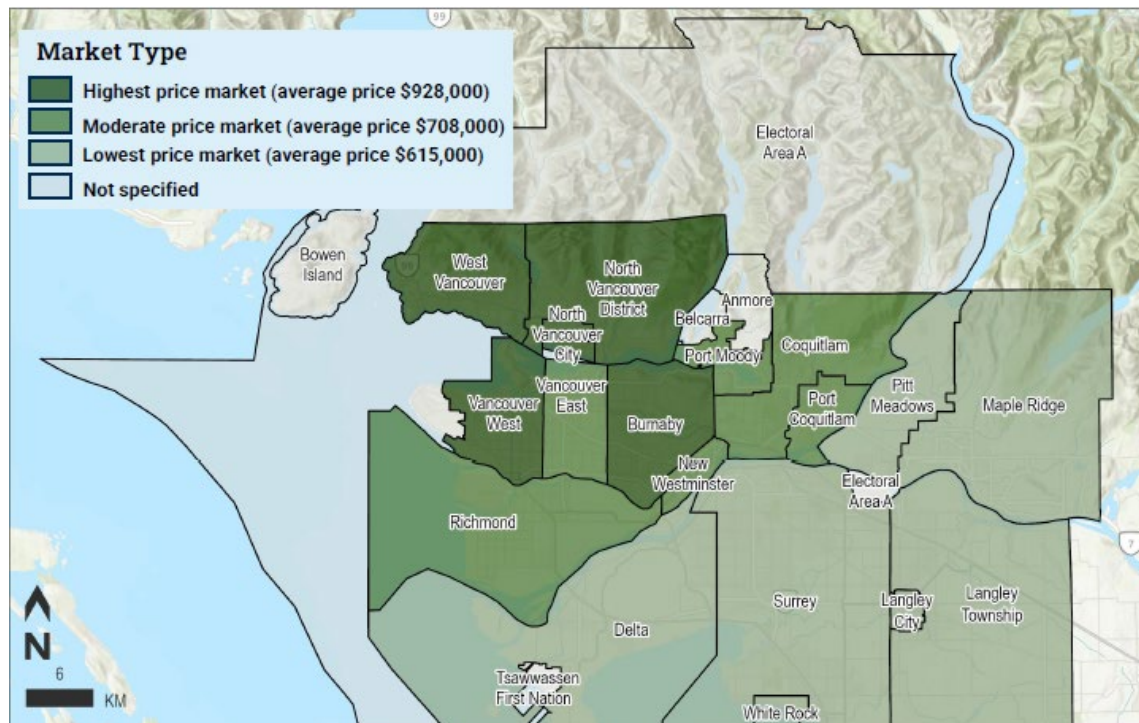 99
Market Type
Highest price market (average price $928,000)
Moderate price market (average price $708,000)
Lowest price market (average price $615,000)
Not specified
Electoral
Area A
Bowen
Island
99
West
Vancouver
North
Vancouver
District
Anmore
Belcarra
North
Vancouver
City
Port Moody
Coquitlam
Vancouver
East
Vancouver
West
Burnaby
Port
Coquitlam
Pitt
Meadows
Maple Ridge
New
Westminster
Electoral
Area A
Richmond
7
Surrey
Langley
City
Langley
Township
Delta
N
6
KM
Tsawwassen
First Nation
White Rock